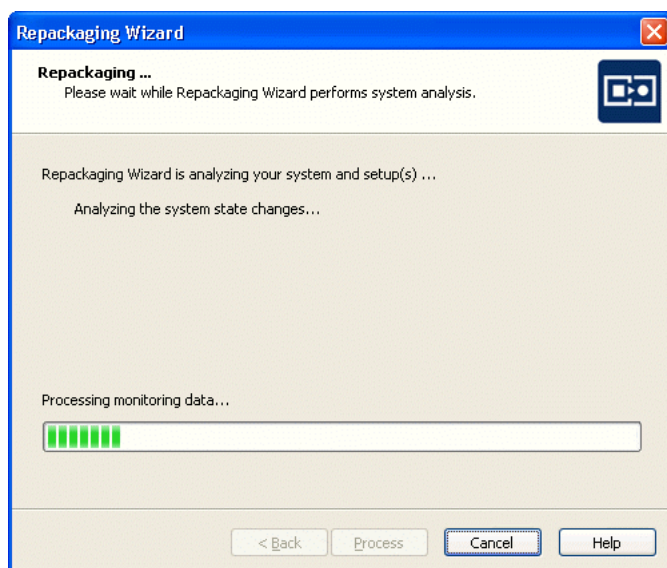 Repackaging Wizard
Repackaging ...
Please wait while Repackaging Wizard performs system analysis.
Repackaging Wizard is analyzing your system and setup(s) ...
Analyzing the system state changes...
Processing monitoring data...
< Back Process Cancel Help